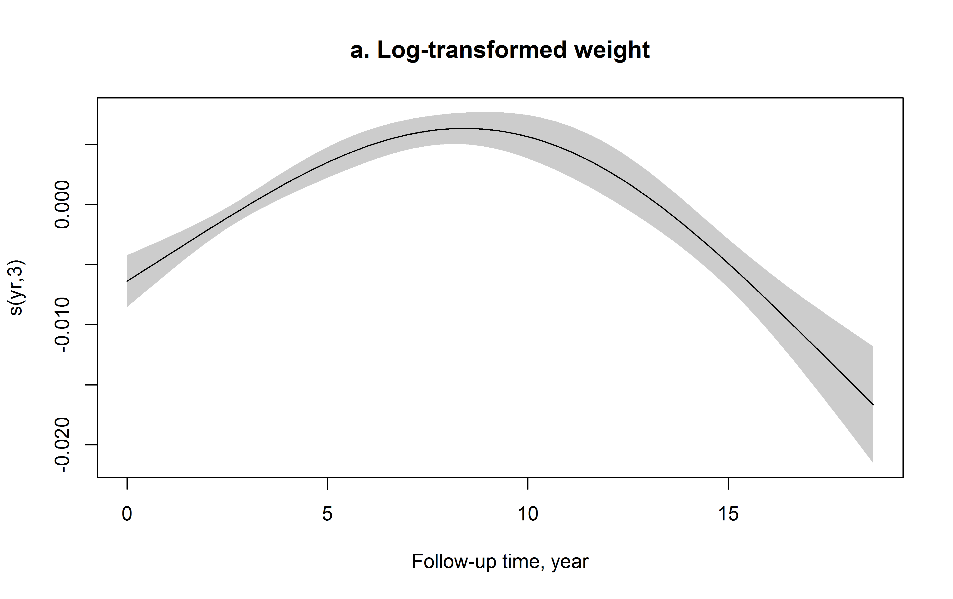 a. Log-transformed weight
s(yr,3)
0.000
-0.010
-0.020
0
5
10
15
Follow-up time, year